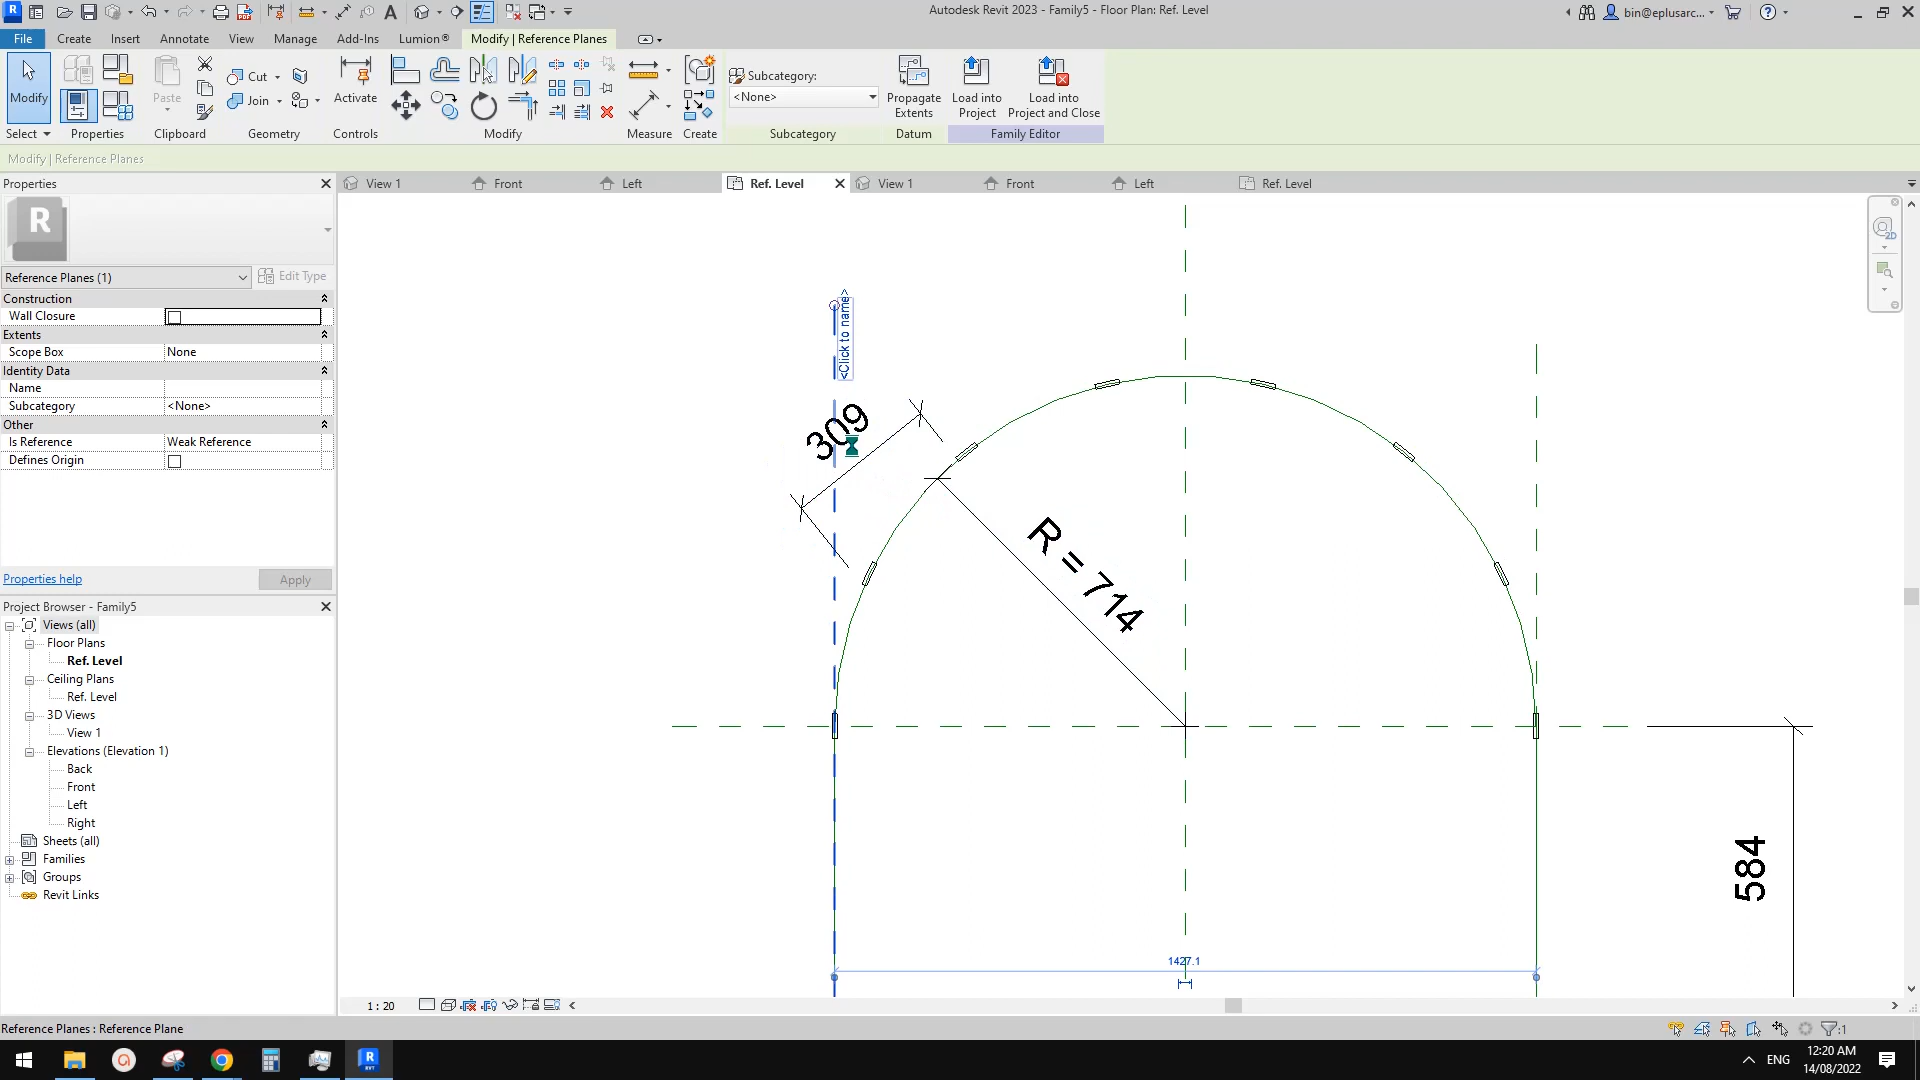 Autodesk Revit 2023 - Family5 - Floor Plan: Ref. Level
bin@eplusarc...
File
Create
Insert
Annotate
View
Manage
Add-Ins
Lumion®
Modify | Reference Planes
Modify
Paste
Cut
Join
Activate
Subcategory:
<None>
Propagate
Extents
Load into
Project
Load into
Project and Close
Select
Properties
Clipboard
Geometry
Controls
Modify
Measure
Create
Subcategory
Datum
Family Editor
Modify | Reference Planes
Properties
View 1
Front
Left
Ref. Level
View 1
Front
Left
Ref. Level
R
Reference Planes (1)
Edit Type
Construction
Wall Closure
Extents
Scope Box
None
Identity Data
Name
Subcategory
<None>
Other
Is Reference
Weak Reference
Defines Origin
Properties help
Apply
Project Browser - Family5
Views (all)
Floor Plans
Ref. Level
Ceiling Plans
Ref. Level
3D Views
View 1
Elevations (Elevation 1)
Back
Front
Left
Right
Sheets (all)
Families
Groups
Revit Links
<Click to name>
309
R = 714
584
1427.1
2D
1 : 20
Reference Planes : Reference Plane
:1
ENG
12:20 AM
14/08/2022